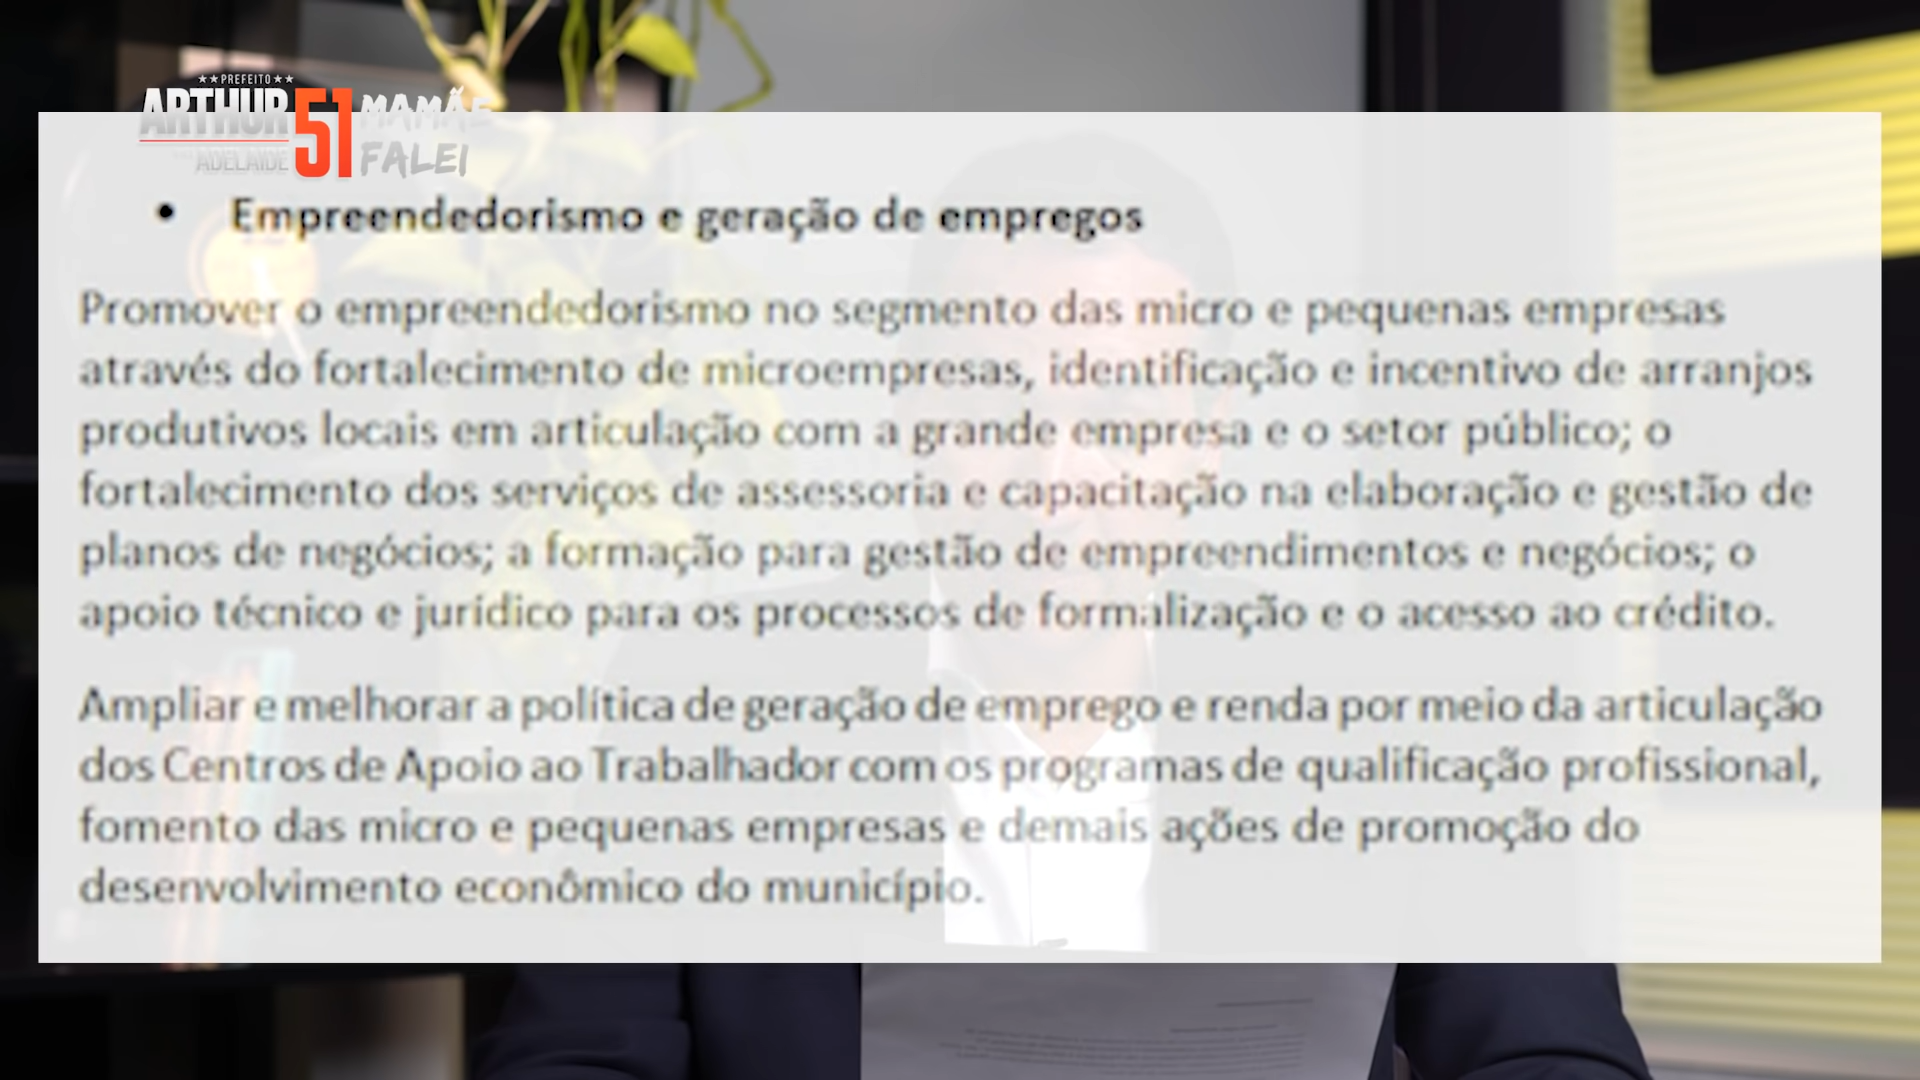 ★★PREFEITO★★
ARTHUR 51 MAMÃE
ADELAIDE FALEI
• Empreendedorismo e geração de empregos
Promover o empreendedorismo no segmento das micro e pequenas empresas
através do fortalecimento de microempresas, identificação e incentivo de arranjos
produtivos locais em articulação com a grande empresa e o setor público; o
fortalecimento dos serviços de assessoria e capacitação na elaboração e gestão de
planos de negócios; a formação para gestão de empreendimentos e negócios; o
apoio técnico e jurídico para os processos de formalização e o acesso ao crédito.
Ampliar e melhorar a política de geração de emprego e renda por meio da articulação
dos Centros de Apoio ao Trabalhador com os programas de qualificação profissional,
fomento das micro e pequenas empresas e demais ações de promoção do
desenvolvimento econômico do município.